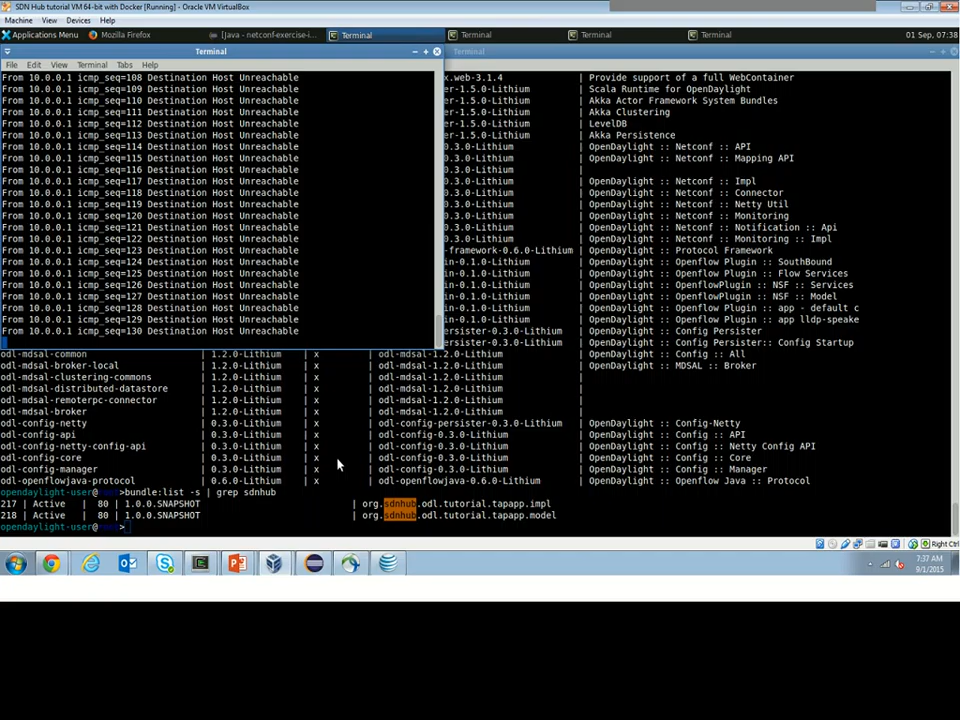 SDN Hub tutorial VM 64-bit with Docker [Running] - Oracle VM VirtualBox
Machine View Devices Help
Applications Menu Mozilla Firefox [Java - netconf-exercise-i... Terminal Terminal Terminal Terminal 01 Sep, 07:38
Terminal
Terminal
File Edit View Terminal Tabs Help
From 10.0.0.1 icmp_seq=108 Destination Host Unreachable
From 10.0.0.1 icmp_seq=109 Destination Host Unreachable
From 10.0.0.1 icmp_seq=110 Destination Host Unreachable
From 10.0.0.1 icmp_seq=111 Destination Host Unreachable
From 10.0.0.1 icmp_seq=112 Destination Host Unreachable
From 10.0.0.1 icmp_seq=113 Destination Host Unreachable
From 10.0.0.1 icmp_seq=114 Destination Host Unreachable
From 10.0.0.1 icmp_seq=115 Destination Host Unreachable
From 10.0.0.1 icmp_seq=116 Destination Host Unreachable
From 10.0.0.1 icmp_seq=117 Destination Host Unreachable
From 10.0.0.1 icmp_seq=118 Destination Host Unreachable
From 10.0.0.1 icmp_seq=119 Destination Host Unreachable
From 10.0.0.1 icmp_seq=120 Destination Host Unreachable
From 10.0.0.1 icmp_seq=121 Destination Host Unreachable
From 10.0.0.1 icmp_seq=122 Destination Host Unreachable
From 10.0.0.1 icmp_seq=123 Destination Host Unreachable
From 10.0.0.1 icmp_seq=124 Destination Host Unreachable
From 10.0.0.1 icmp_seq=125 Destination Host Unreachable
From 10.0.0.1 icmp_seq=126 Destination Host Unreachable
From 10.0.0.1 icmp_seq=127 Destination Host Unreachable
From 10.0.0.1 icmp_seq=128 Destination Host Unreachable
From 10.0.0.1 icmp_seq=129 Destination Host Unreachable
From 10.0.0.1 icmp_seq=130 Destination Host Unreachable
x.web-3.1.4 | Provide support of a full WebContainer
er-1.5.0-Lithium | Scala Runtime for OpenDaylight
er-1.5.0-Lithium | Akka Actor Framework System Bundles
er-1.5.0-Lithium | Akka Clustering
er-1.5.0-Lithium | LevelDB
er-1.5.0-Lithium | Akka Persistence
0.3.0-Lithium | OpenDaylight :: Netconf :: API
0.3.0-Lithium | OpenDaylight :: Netconf :: Mapping API
0.3.0-Lithium |
0.3.0-Lithium | OpenDaylight :: Netconf :: Impl
0.3.0-Lithium | OpenDaylight :: Netconf :: Connector
0.3.0-Lithium | OpenDaylight :: Netconf :: Netty Util
0.3.0-Lithium | OpenDaylight :: Netconf :: Monitoring
0.3.0-Lithium | OpenDaylight :: Netconf :: Notification :: Api
0.3.0-Lithium | OpenDaylight :: Netconf :: Monitoring :: Impl
-framework-0.6.0-Lithium | OpenDaylight :: Protocol Framework
in-0.1.0-Lithium | OpenDaylight :: Openflow Plugin :: SouthBound
in-0.1.0-Lithium | OpenDaylight :: Openflow Plugin :: Flow Services
in-0.1.0-Lithium | OpenDaylight :: OpenflowPlugin :: NSF :: Services
in-0.1.0-Lithium | OpenDaylight :: OpenflowPlugin :: NSF :: Model
in-0.1.0-Lithium | OpenDaylight :: Openflow Plugin :: app - default c
in-0.1.0-Lithium | OpenDaylight :: Openflow Plugin :: app lldp-speake
ersister-0.3.0-Lithium | OpenDaylight :: Config Persister
ersister-0.3.0-Lithium | OpenDaylight :: Config Persister:: Config Startup
odl-mdsal-common | 1.2.0-Lithium | x | odl-mdsal-1.2.0-Lithium | OpenDaylight :: Config :: All
odl-mdsal-broker-local | 1.2.0-Lithium | x | odl-mdsal-1.2.0-Lithium | OpenDaylight :: MDSAL :: Broker
odl-mdsal-clustering-commons | 1.2.0-Lithium | x | odl-mdsal-1.2.0-Lithium |
odl-mdsal-distributed-datastore | 1.2.0-Lithium | x | odl-mdsal-1.2.0-Lithium |
odl-mdsal-remoterpc-connector | 1.2.0-Lithium | x | odl-mdsal-1.2.0-Lithium |
odl-mdsal-broker | 1.2.0-Lithium | x | odl-mdsal-1.2.0-Lithium |
odl-config-netty | 0.3.0-Lithium | x | odl-config-persister-0.3.0-Lithium | OpenDaylight :: Config-Netty
odl-config-api | 0.3.0-Lithium | x | odl-config-0.3.0-Lithium | OpenDaylight :: Config :: API
odl-config-netty-config-api | 0.3.0-Lithium | x | odl-config-0.3.0-Lithium | OpenDaylight :: Config :: Netty Config API
odl-config-core | 0.3.0-Lithium | x | odl-config-0.3.0-Lithium | OpenDaylight :: Config :: Core
odl-config-manager | 0.3.0-Lithium | x | odl-config-0.3.0-Lithium | OpenDaylight :: Config :: Manager
odl-openflowjava-protocol | 0.6.0-Lithium | x | odl-openflowjava-0.6.0-Lithium | OpenDaylight :: Openflow Java :: Protocol
opendaylight-user@root>bundle:list -s | grep sdnhub
217 | Active | 80 | 1.0.0.SNAPSHOT | org.sdnhub.odl.tutorial.tapapp.impl
218 | Active | 80 | 1.0.0.SNAPSHOT | org.sdnhub.odl.tutorial.tapapp.model
opendaylight-user@root>
Right Ctrl
7:37 AM
9/1/2015